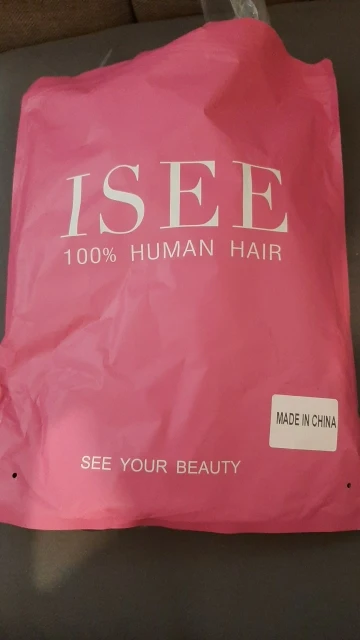 ISEE
100% HUMAN HAIR
MADE IN CHINA
SEE YOUR BEAUTY